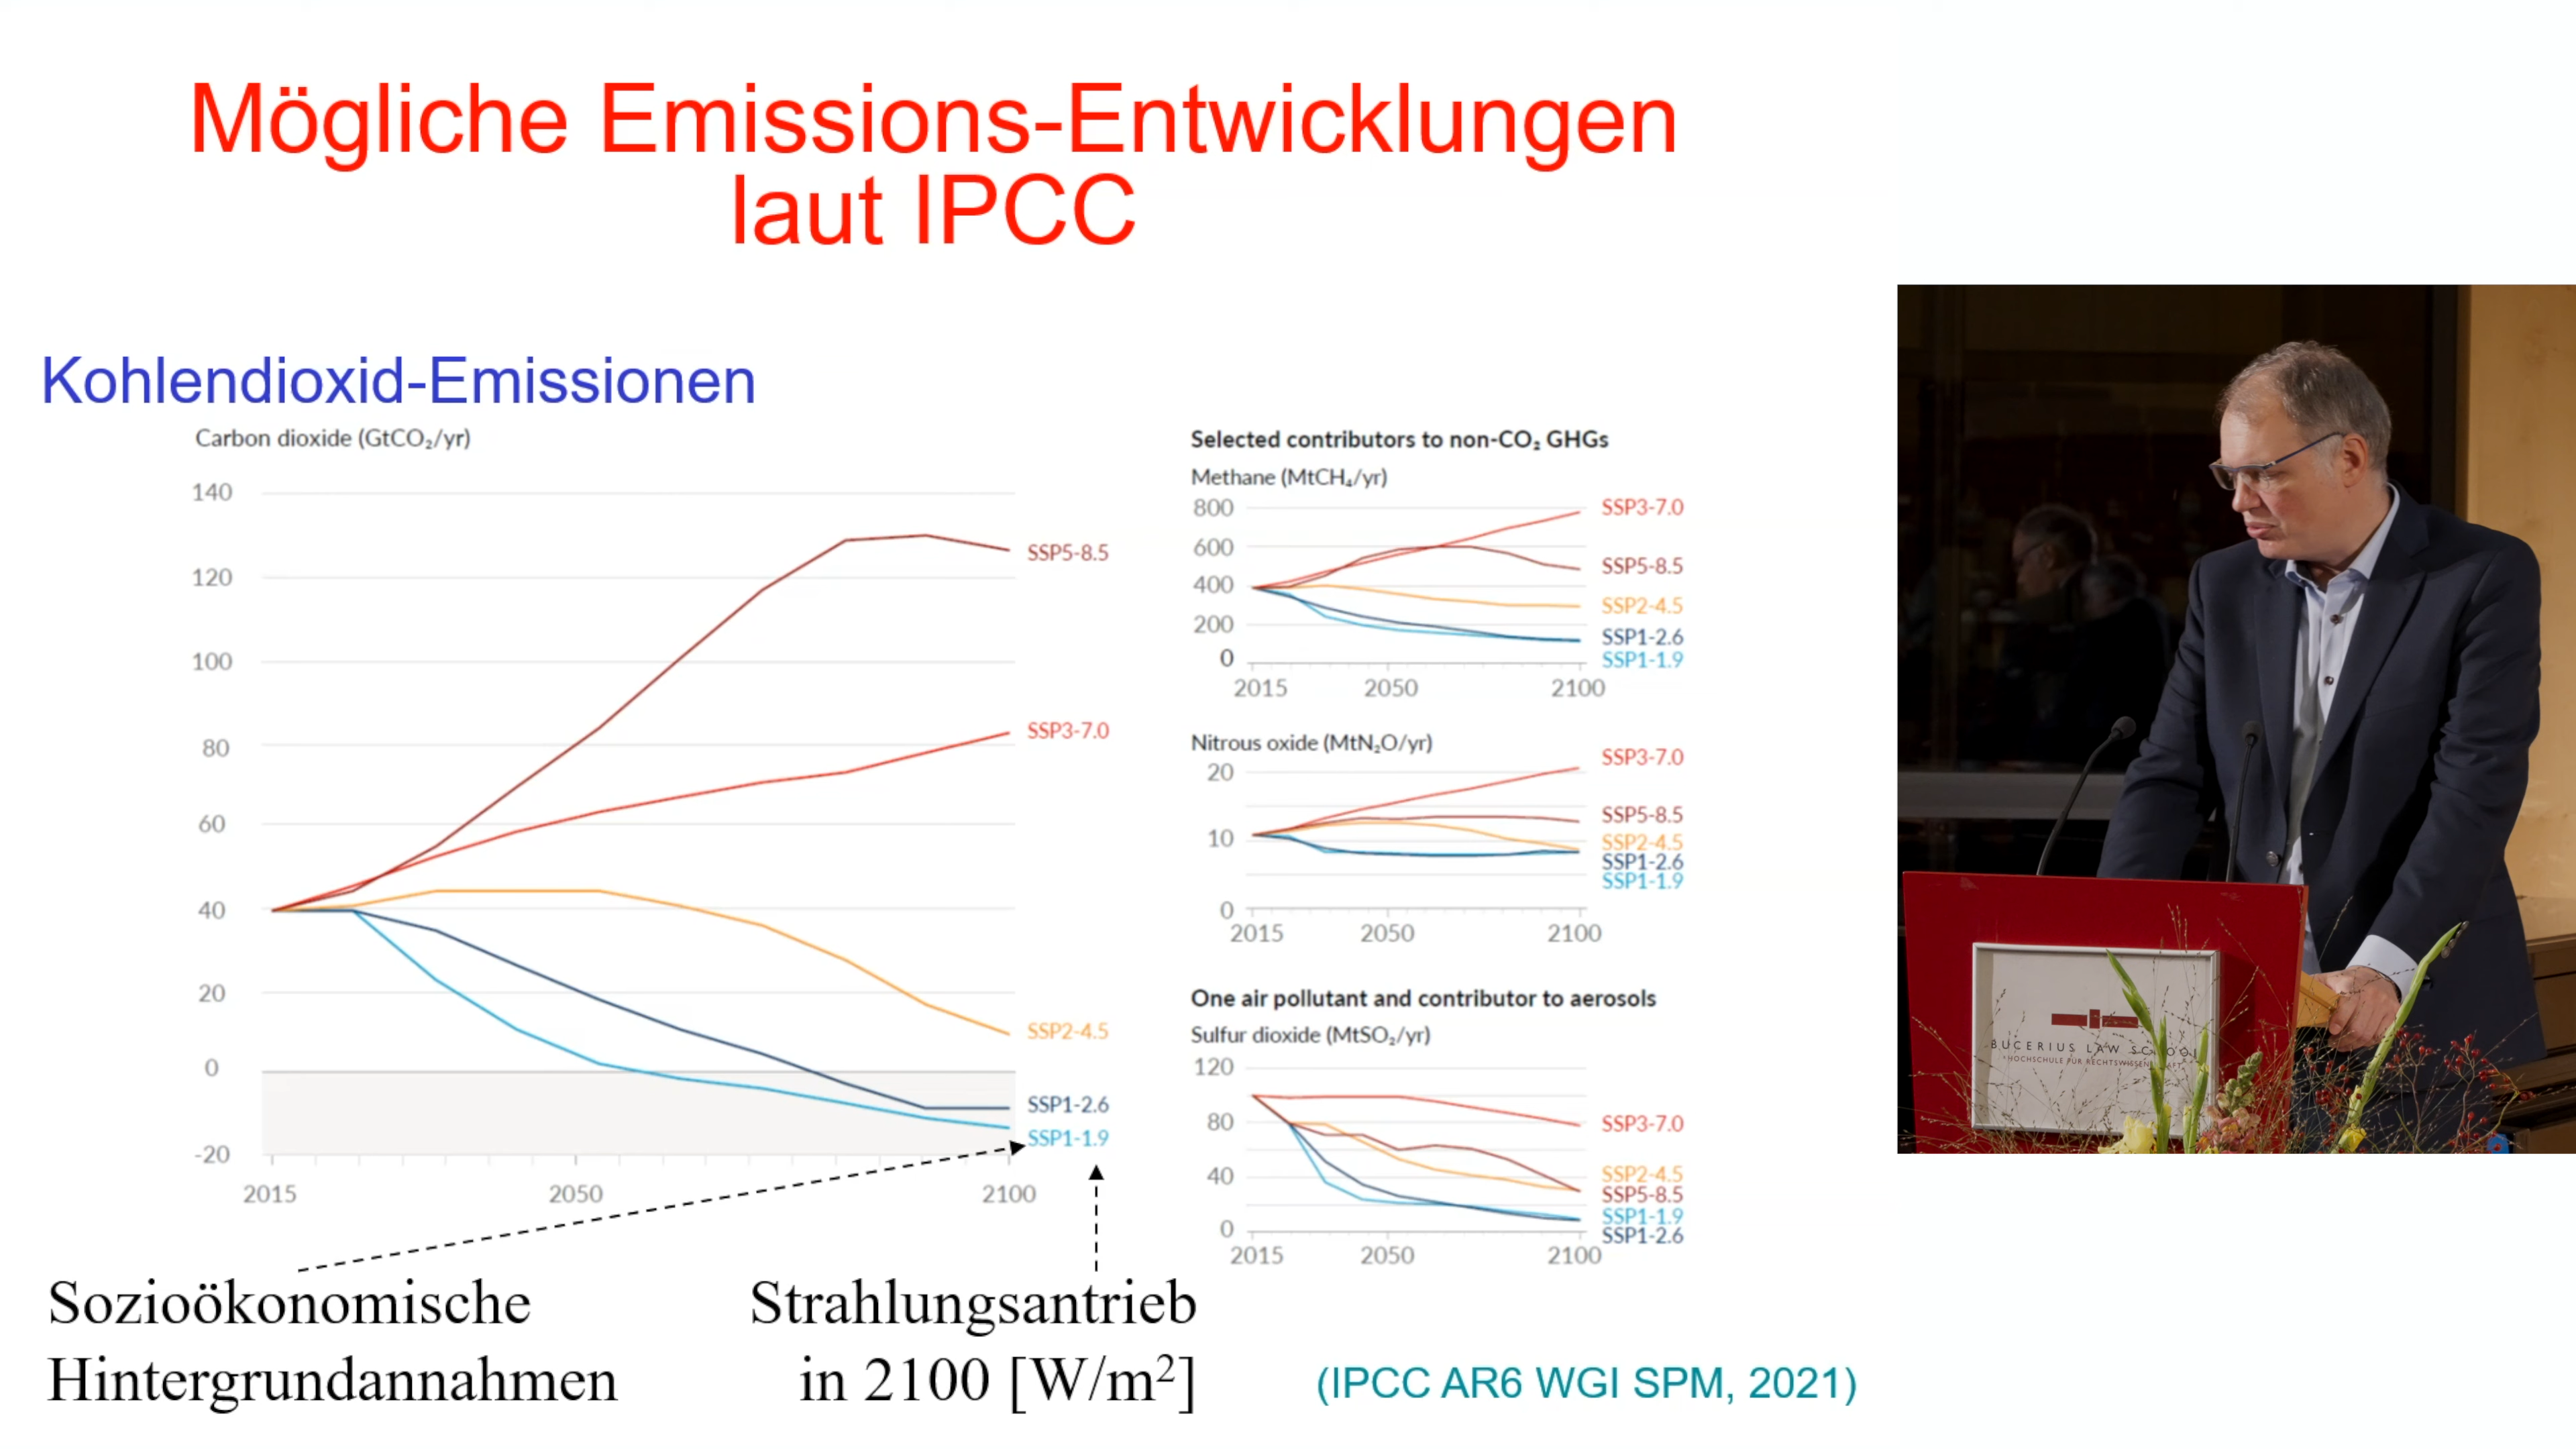 Mögliche Emissions-Entwicklungen
laut IPCC
Kohlendioxid-Emissionen
Carbon dioxide (GtCO₂/yr)
140
120
100
80
60
40
20
0
-20
2015
2050
2100
SSP5-8.5
SSP3-7.0
SSP2-4.5
SSP1-2.6
SSP1-1.9
Sozioökonomische
Hintergrundannahmen
Strahlungsantrieb
in 2100 [W/m²]
Selected contributors to non-CO₂ GHGs
Methane (MtCH₄/yr)
800
600
400
200
0
2015
2050
2100
SSP3-7.0
SSP5-8.5
SSP2-4.5
SSP1-2.6
SSP1-1.9
Nitrous oxide (MtN₂O/yr)
20
10
0
2015
2050
2100
SSP3-7.0
SSP5-8.5
SSP2-4.5
SSP1-2.6
SSP1-1.9
One air pollutant and contributor to aerosols
Sulfur dioxide (MtSO₂/yr)
120
80
40
0
2015
2050
2100
SSP3-7.0
SSP2-4.5
SSP5-8.5
SSP1-1.9
SSP1-2.6
(IPCC AR6 WGI SPM, 2021)
BUCERIUS LAW SCHOOL
HOCHSCHULE FÜR